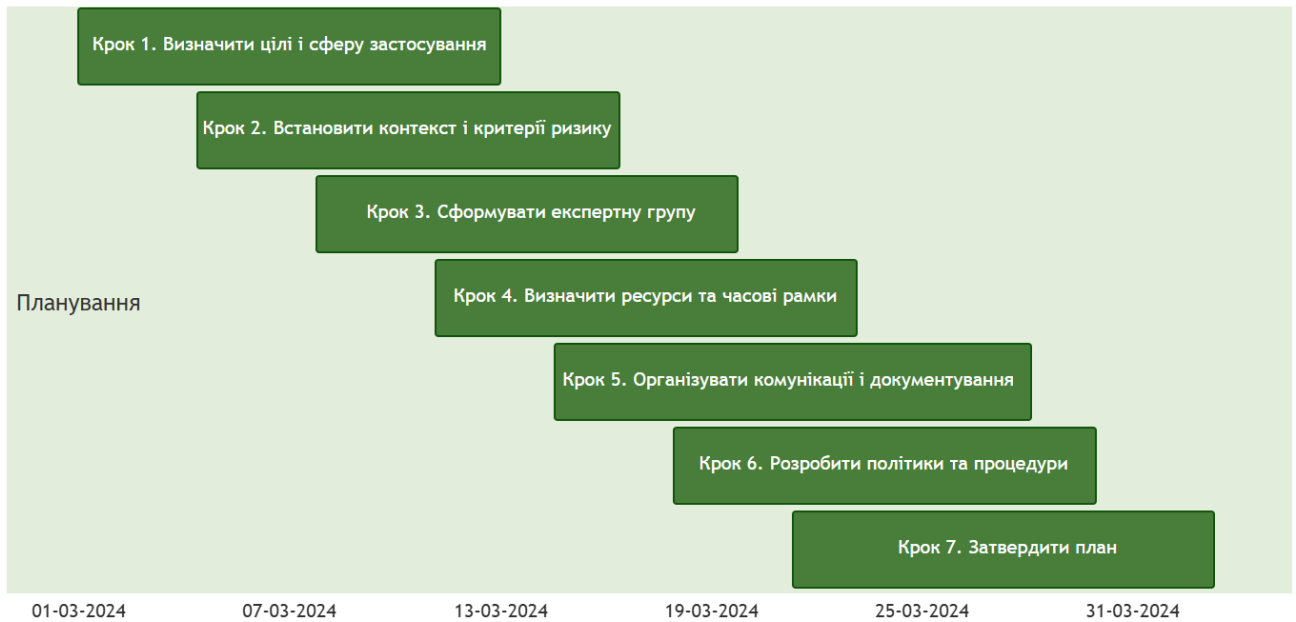 Крок 1. Визначити цілі і сферу застосування
Крок 2. Встановити контекст і критерії ризику
Крок 3. Сформувати експертну групу
Планування
Крок 4. Визначити ресурси та часові рамки
Крок 5. Організувати комунікації і документування
Крок 6. Розробити політики та процедури
Крок 7. Затвердити план
01-03-2024 07-03-2024 13-03-2024 19-03-2024 25-03-2024 31-03-2024